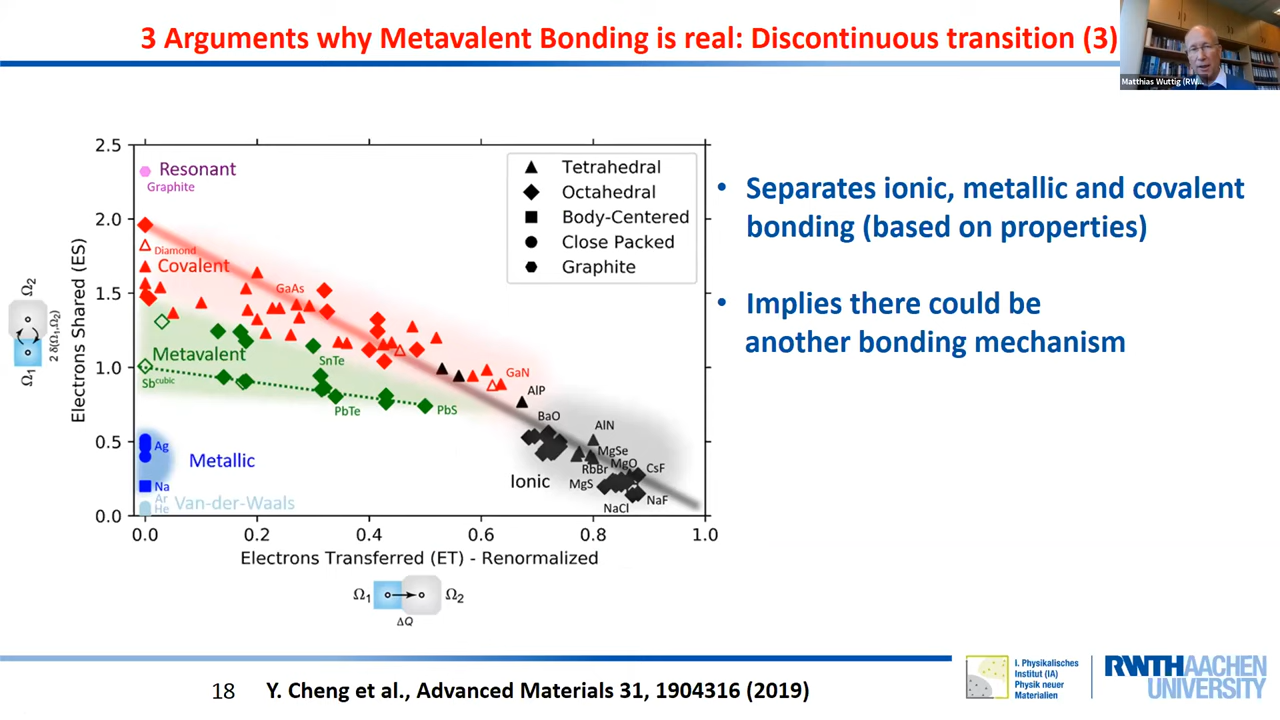 3 Arguments why Metavalent Bonding is real: Discontinuous transition (3)
Matthias Wuttig (RW...
2.5
2.0
1.5
1.0
0.5
0.0
Electrons Shared (ES)
Ω1
Ω2
2 δ(Ω1,Ω2)
Resonant
Graphite
Diamond
Covalent
GaAs
Metavalent
SnTe
Sb cubic
PbTe
PbS
GaN
AlP
BaO
AlN
MgSe
MgO
RbBr
CsF
MgS
NaF
NaCl
Ionic
Ag
Metallic
Na
Ar
He
Van-der-Waals
Tetrahedral
Octahedral
Body-Centered
Close Packed
Graphite
0.0 0.2 0.4 0.6 0.8 1.0
Electrons Transferred (ET) - Renormalized
Ω1 Ω2
ΔQ
• Separates ionic, metallic and covalent
bonding (based on properties)
• Implies there could be
another bonding mechanism
18 Y. Cheng et al., Advanced Materials 31, 1904316 (2019)
I. Physikalisches
Institut (IA)
Physik neuer
Materialien
RWTHAACHEN
UNIVERSITY